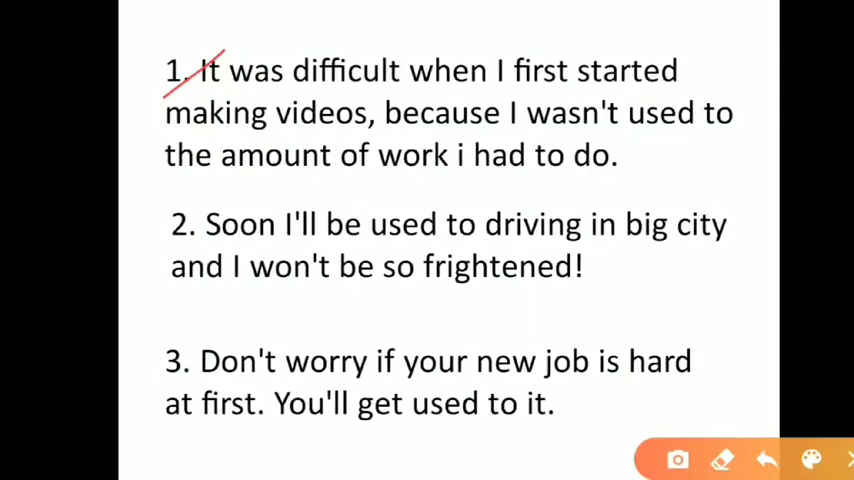 1. It was difficult when I first started
making videos, because I wasn't used to
the amount of work i had to do.
2. Soon I'll be used to driving in big city
and I won't be so frightened!
3. Don't worry if your new job is hard
at first. You'll get used to it.